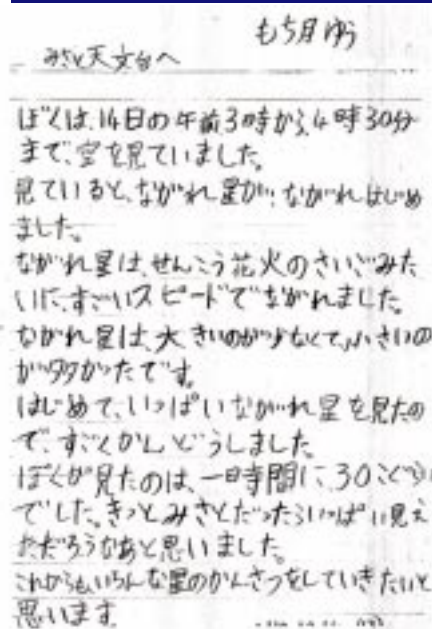 もち月ゆう
みさと天文台へ
ぼくは、14日の午前3時から、4時30分
まで、空を見ていました。
見ていると、ながれ星が、ながれはじめ
ました。
ながれ星は、せんこう花火のさいごみた
いに、すごいスピードでながれました。
ながれ星は、大きいのが少なくて、小さいの
が多かったです。
はじめて、いっぱいながれ星を見たの
で、すごくかんどうしました。
ぼくが見たのは、一時間に、30こぐらい
でした。きっとみさとだったらいっぱい見え
ただろうなあと思いました。
これからもいろんな星のかんさつをしていきたいと
思います。